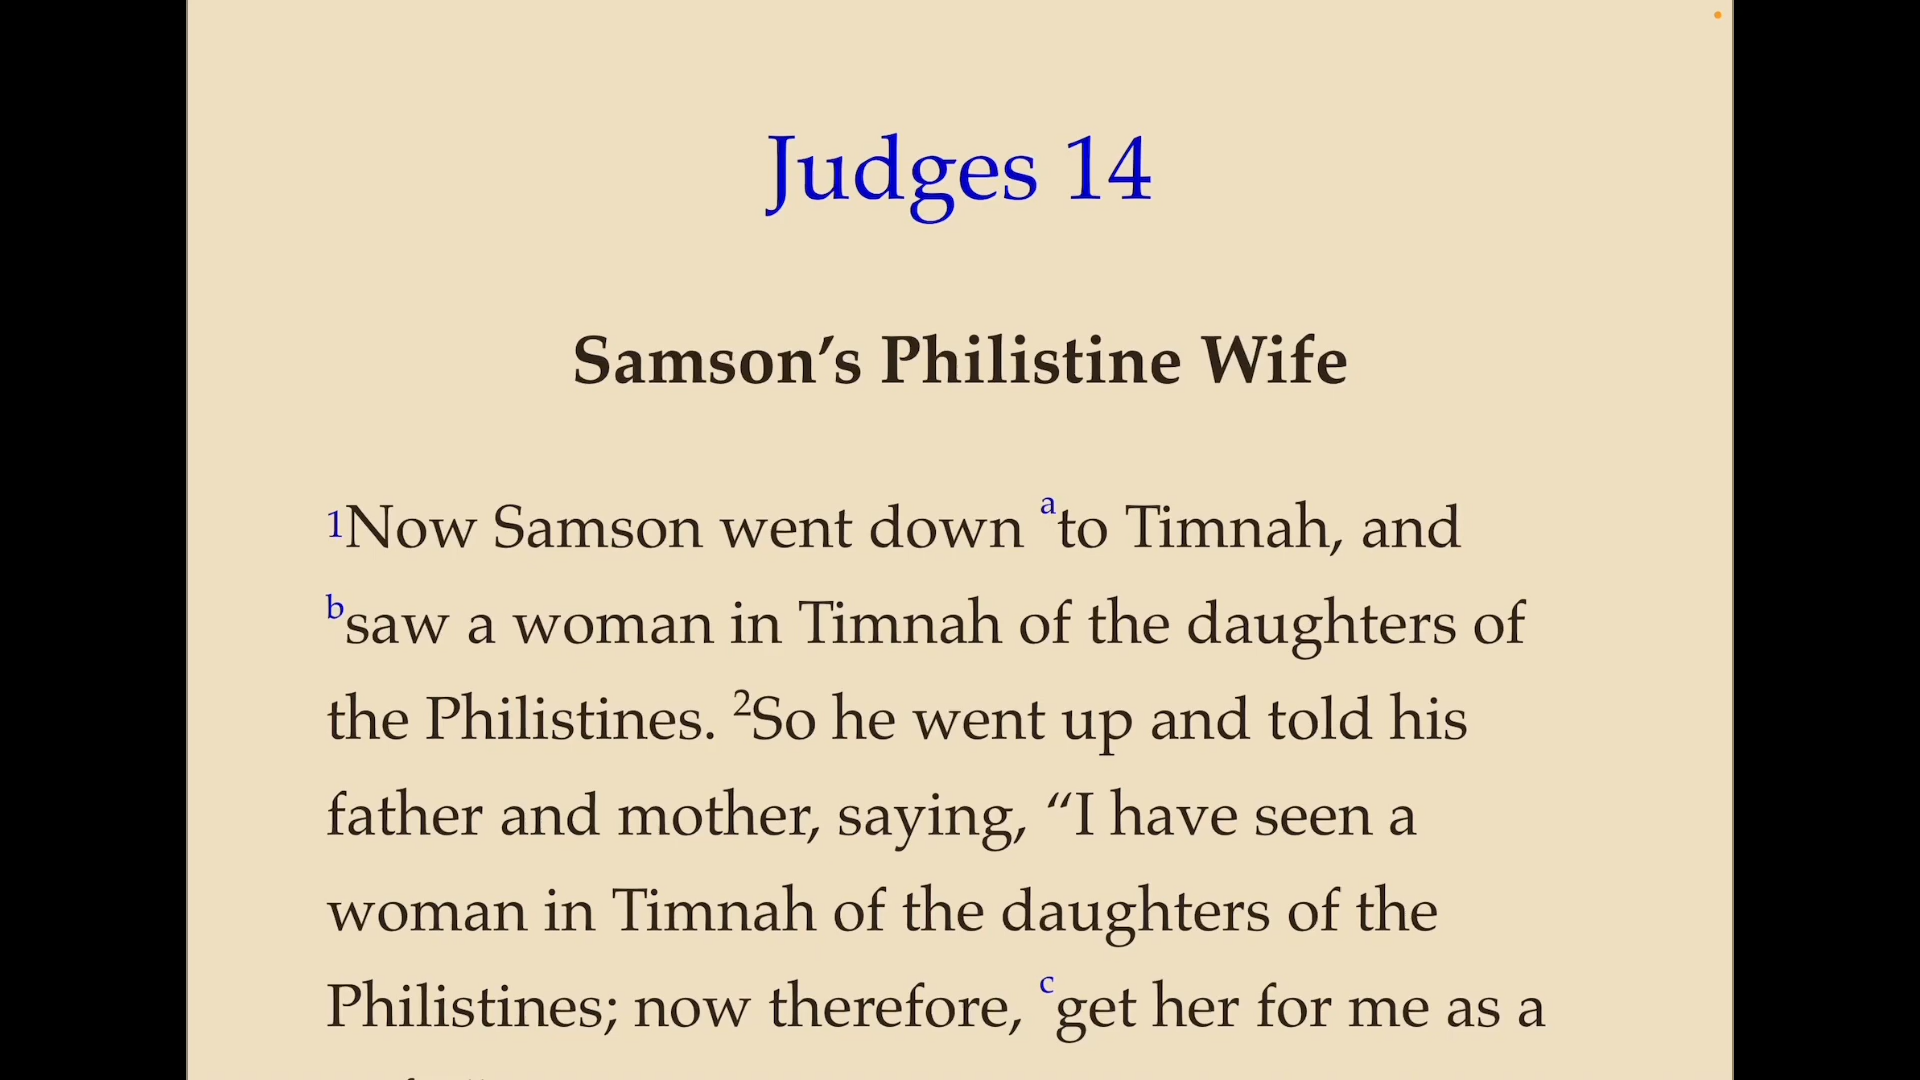 Judges 14
Samson’s Philistine Wife
1Now Samson went down ato Timnah, and
bsaw a woman in Timnah of the daughters of
the Philistines. 2So he went up and told his
father and mother, saying, “I have seen a
woman in Timnah of the daughters of the
Philistines; now therefore, cget her for me as a